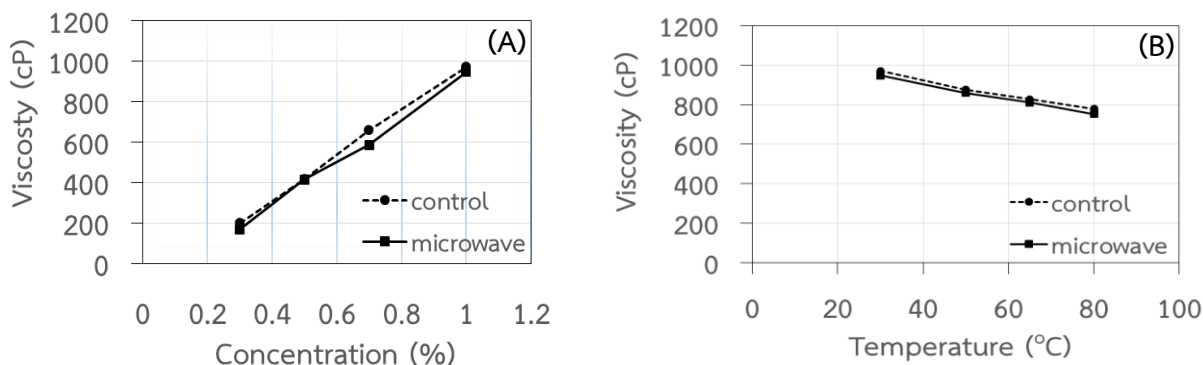 (A)
Viscosty (cP)
1200
1000
800
600
400
200
0
0 0.2 0.4 0.6 0.8 1 1.2
Concentration (%)
control
microwave
(B)
Viscosity (cP)
1200
1000
800
600
400
200
0
0 20 40 60 80 100
Temperature (°C)
control
microwave